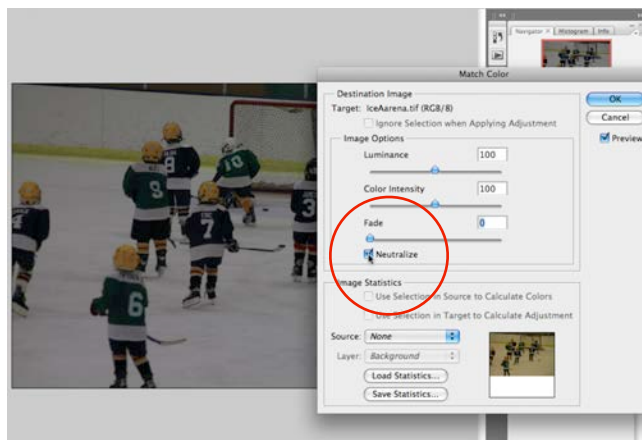 Navigator × Histogram Info
Match Color
Destination Image
Target: IceAarena.tif (RGB/8)
Ignore Selection when Applying Adjustment
Image Options
Luminance 100
Color Intensity 100
Fade 0
Neutralize
OK
Cancel
Preview
Image Statistics
Use Selection in Source to Calculate Colors
Use Selection in Target to Calculate Adjustment
Source: None
Layer: Background
Load Statistics...
Save Statistics...
8
10
9
7
4
3
6